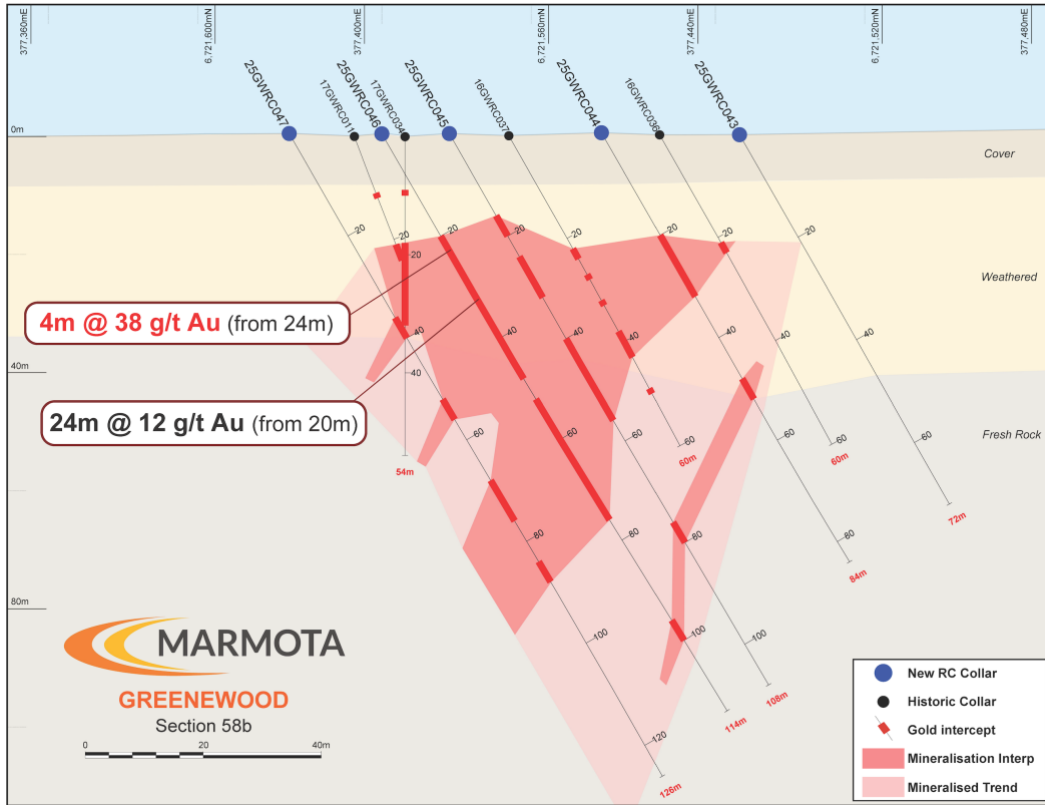 377,360mE
6,721,600mN
377,400mE
6,721,560mN
377,440mE
6,721,520mN
377,480mE
25GWRC047
17GWRC011
25GWRC046
17GWRC034
25GWRC045
16GWRC037
25GWRC044
16GWRC036
25GWRC043
0m
Cover
20
20
20
20
20
20
20
20
20
Weathered
4m @ 38 g/t Au (from 24m)
40
40
40
40
40
40
40
40m
24m @ 12 g/t Au (from 20m)
60
60
60
60
60
60
60
Fresh Rock
54m
60m
60m
72m
80
80
80
80
84m
80m
100
100
100
108m
114m
120
126m
MARMOTA
GREENEWOOD
Section 58b
0
20
40m
New RC Collar
Historic Collar
Gold intercept
Mineralisation Interp
Mineralised Trend